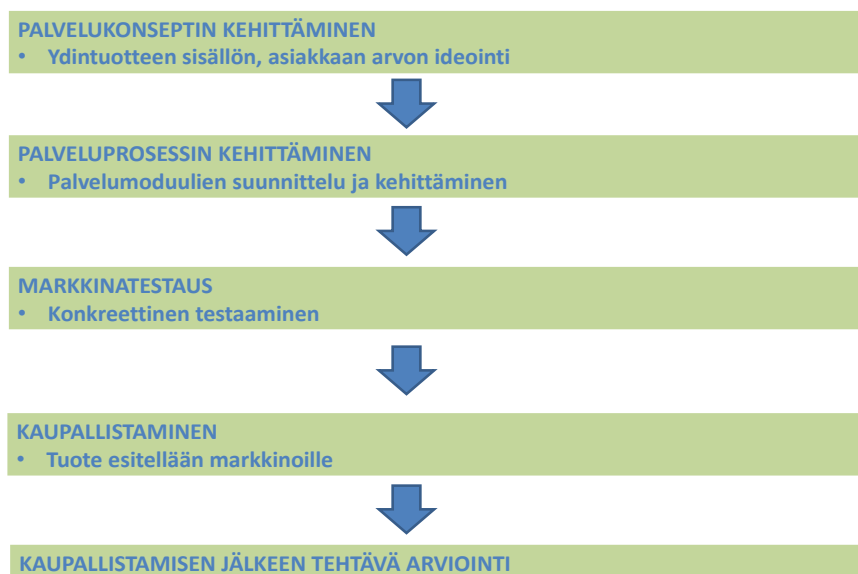 PALVELUKONSEPTIN KEHITTÄMINEN
• Ydintuotteen sisällön, asiakkaan arvon ideointi
PALVELUPROSESSIN KEHITTÄMINEN
• Palvelumoduulien suunnittelu ja kehittäminen
MARKKINATESTAUS
• Konkreettinen testaaminen
KAUPALLISTAMINEN
• Tuote esitellään markkinoille
KAUPALLISTAMISEN JÄLKEEN TEHTÄVÄ ARVIOINTI